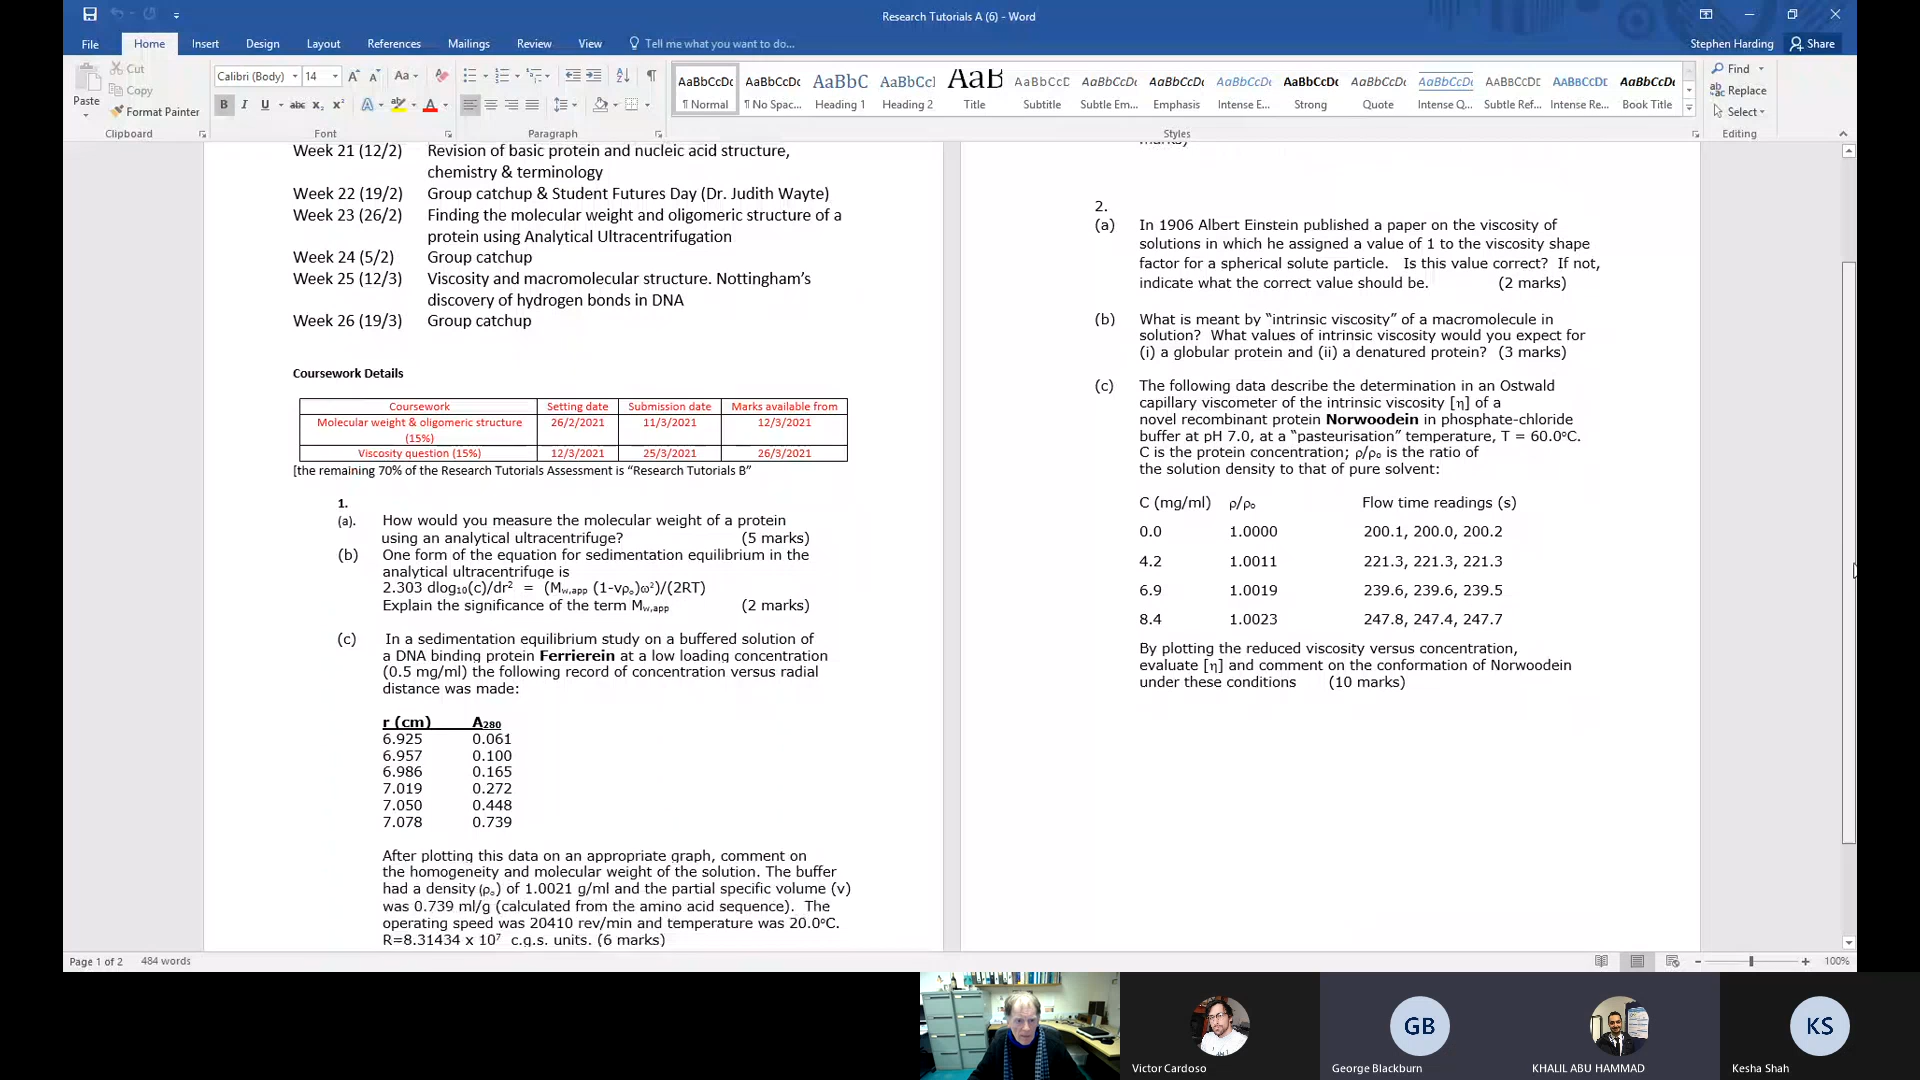 Research Tutorials A (6) - Word
File Home Insert Design Layout References Mailings Review View Tell me what you want to do... Stephen Harding Share
Cut
Copy
Paste
Format Painter
Clipboard
Calibri (Body) 14
Font
Paragraph
AaBbCcDc AaBbCcDc AaBbC AaBbCcI AaB AaBbCcD AaBbCcDc AaBbCcDc AaBbCcDc AaBbCcDc AaBbCcDc AaBbCcDc AABBCCDC AABBCCDC AaBbCcDc
¶ Normal ¶ No Spac... Heading 1 Heading 2 Title Subtitle Subtle Em... Emphasis Intense E... Strong Quote Intense Q... Subtle Ref... Intense Re... Book Title
Styles
Find
Replace
Select
Editing
Week 21 (12/2) Revision of basic protein and nucleic acid structure,
chemistry & terminology
Week 22 (19/2) Group catchup & Student Futures Day (Dr. Judith Wayte)
Week 23 (26/2) Finding the molecular weight and oligomeric structure of a
protein using Analytical Ultracentrifugation
Week 24 (5/2) Group catchup
Week 25 (12/3) Viscosity and macromolecular structure. Nottingham's
discovery of hydrogen bonds in DNA
Week 26 (19/3) Group catchup
Coursework Details
Coursework Setting date Submission date Marks available from
Molecular weight & oligomeric structure (15%) 26/2/2021 11/3/2021 12/3/2021
Viscosity question (15%) 12/3/2021 25/3/2021 26/3/2021
[the remaining 70% of the Research Tutorials Assessment is "Research Tutorials B"
1.
(a). How would you measure the molecular weight of a protein
using an analytical ultracentrifuge? (5 marks)
(b) One form of the equation for sedimentation equilibrium in the
analytical ultracentrifuge is
2.303 dlog₁₀(c)/dr² = (Mw,app (1-vρₒ)ω²)/(2RT)
Explain the significance of the term Mw,app (2 marks)
(c) In a sedimentation equilibrium study on a buffered solution of
a DNA binding protein Ferrierein at a low loading concentration
(0.5 mg/ml) the following record of concentration versus radial
distance was made:
r (cm) A280
6.925 0.061
6.957 0.100
6.986 0.165
7.019 0.272
7.050 0.448
7.078 0.739
After plotting this data on an appropriate graph, comment on
the homogeneity and molecular weight of the solution. The buffer
had a density (ρₒ) of 1.0021 g/ml and the partial specific volume (v)
was 0.739 ml/g (calculated from the amino acid sequence). The
operating speed was 20410 rev/min and temperature was 20.0ºC.
R=8.31434 x 10⁷ c.g.s. units. (6 marks)
marks)
2.
(a) In 1906 Albert Einstein published a paper on the viscosity of
solutions in which he assigned a value of 1 to the viscosity shape
factor for a spherical solute particle. Is this value correct? If not,
indicate what the correct value should be. (2 marks)
(b) What is meant by "intrinsic viscosity" of a macromolecule in
solution? What values of intrinsic viscosity would you expect for
(i) a globular protein and (ii) a denatured protein? (3 marks)
(c) The following data describe the determination in an Ostwald
capillary viscometer of the intrinsic viscosity [η] of a
novel recombinant protein Norwoodein in phosphate-chloride
buffer at pH 7.0, at a "pasteurisation" temperature, T = 60.0ºC.
C is the protein concentration; ρ/ρₒ is the ratio of
the solution density to that of pure solvent:
C (mg/ml) ρ/ρₒ Flow time readings (s)
0.0 1.0000 200.1, 200.0, 200.2
4.2 1.0011 221.3, 221.3, 221.3
6.9 1.0019 239.6, 239.6, 239.5
8.4 1.0023 247.8, 247.4, 247.7
By plotting the reduced viscosity versus concentration,
evaluate [η] and comment on the conformation of Norwoodein
under these conditions (10 marks)
Page 1 of 2 484 words
100%
GB
KS
Victor Cardoso
George Blackburn
KHALIL ABU HAMMAD
Kesha Shah